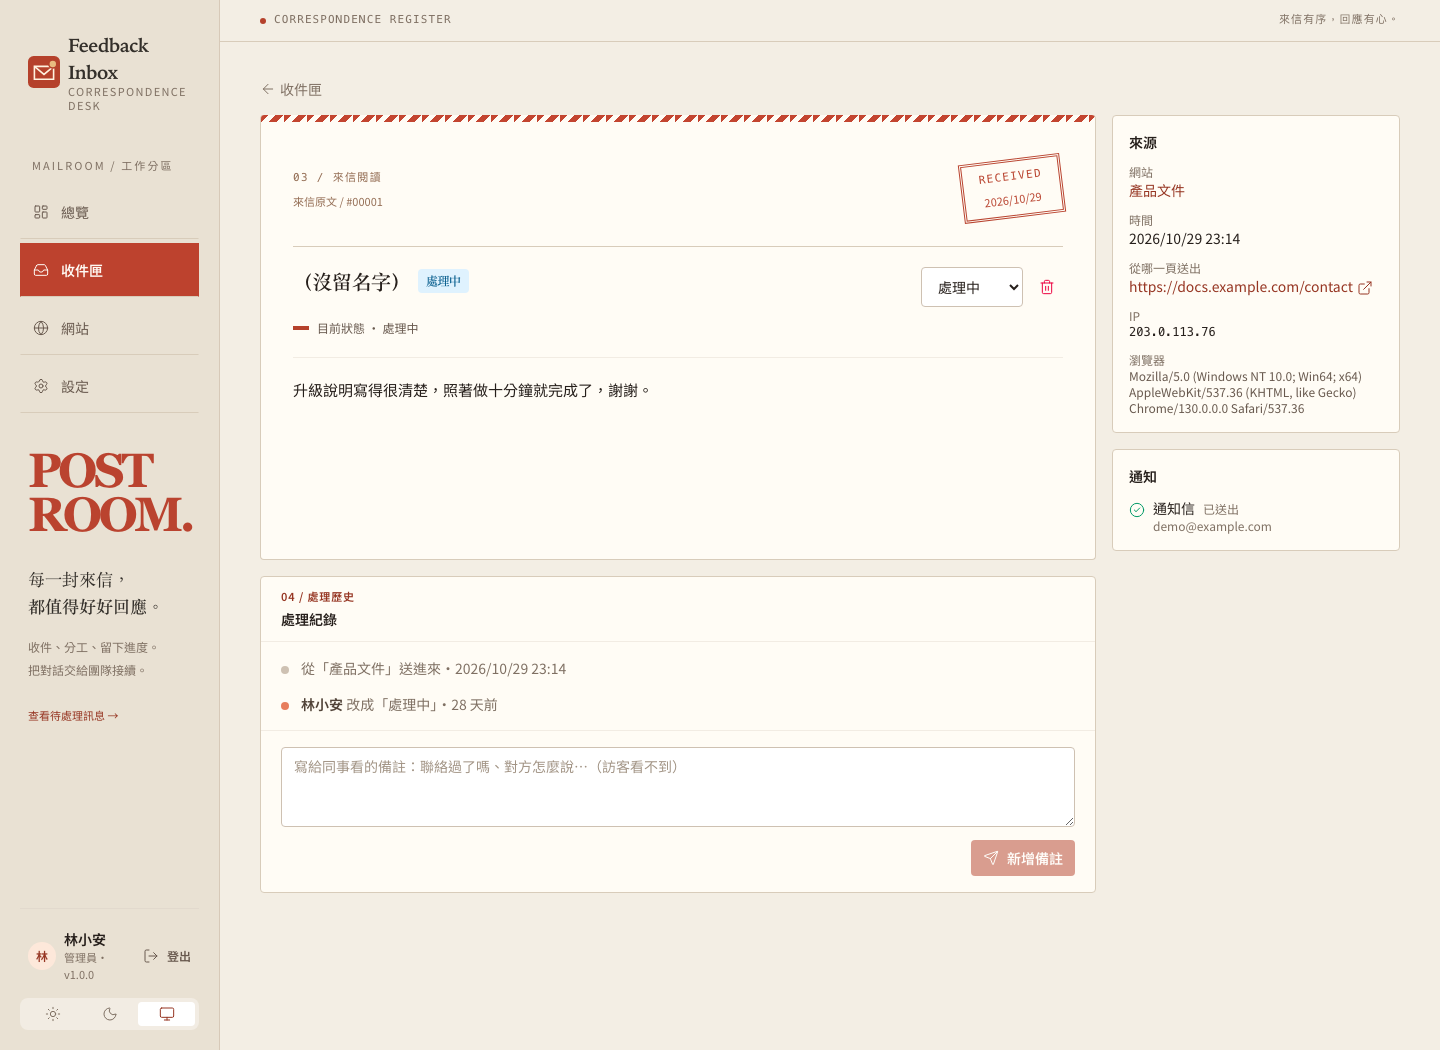 Feedback
Inbox
CORRESPONDENCE
DESK
MAILROOM / 工作分區
總覽
收件匣
網站
設定
POST
ROOM.
每一封來信，
都值得好好回應。
收件、分工、留下進度。
把對話交給團隊接續。
查看待處理訊息 →
林
林小安
管理員・
v1.0.0
登出
CORRESPONDENCE REGISTER
來信有序，回應有心。
← 收件匣
03 / 來信閱讀
來信原文 / #00001
RECEIVED
2026/10/29
（沒留名字）
處理中
處理中
目前狀態 ・ 處理中
升級說明寫得很清楚，照著做十分鐘就完成了，謝謝。
04 / 處理歷史
處理紀錄
從「產品文件」送進來・2026/10/29 23:14
林小安 改成「處理中」・28 天前
寫給同事看的備註：聯絡過了嗎、對方怎麼說⋯（訪客看不到）
新增備註
來源
網站
產品文件
時間
2026/10/29 23:14
從哪一頁送出
https://docs.example.com/contact
IP
203.0.113.76
瀏覽器
Mozilla/5.0 (Windows NT 10.0; Win64; x64)
AppleWebKit/537.36 (KHTML, like Gecko)
Chrome/130.0.0.0 Safari/537.36
通知
通知信 已送出
demo@example.com